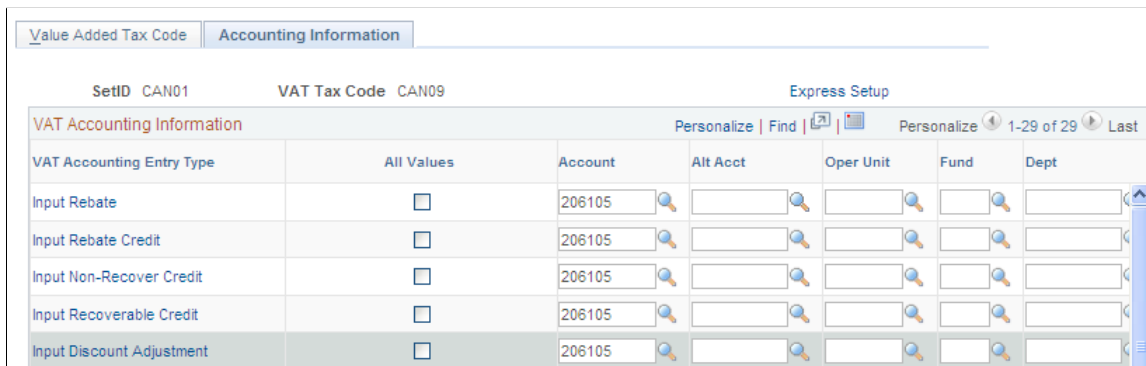 Value Added Tax Code Accounting Information
SetID CAN01 VAT Tax Code CAN09 Express Setup
VAT Accounting Information Personalize | Find | | Personalize 1-29 of 29 Last
VAT Accounting Entry Type All Values Account Alt Acct Oper Unit Fund Dept
Input Rebate 206105
Input Rebate Credit 206105
Input Non-Recover Credit 206105
Input Recoverable Credit 206105
Input Discount Adjustment 206105